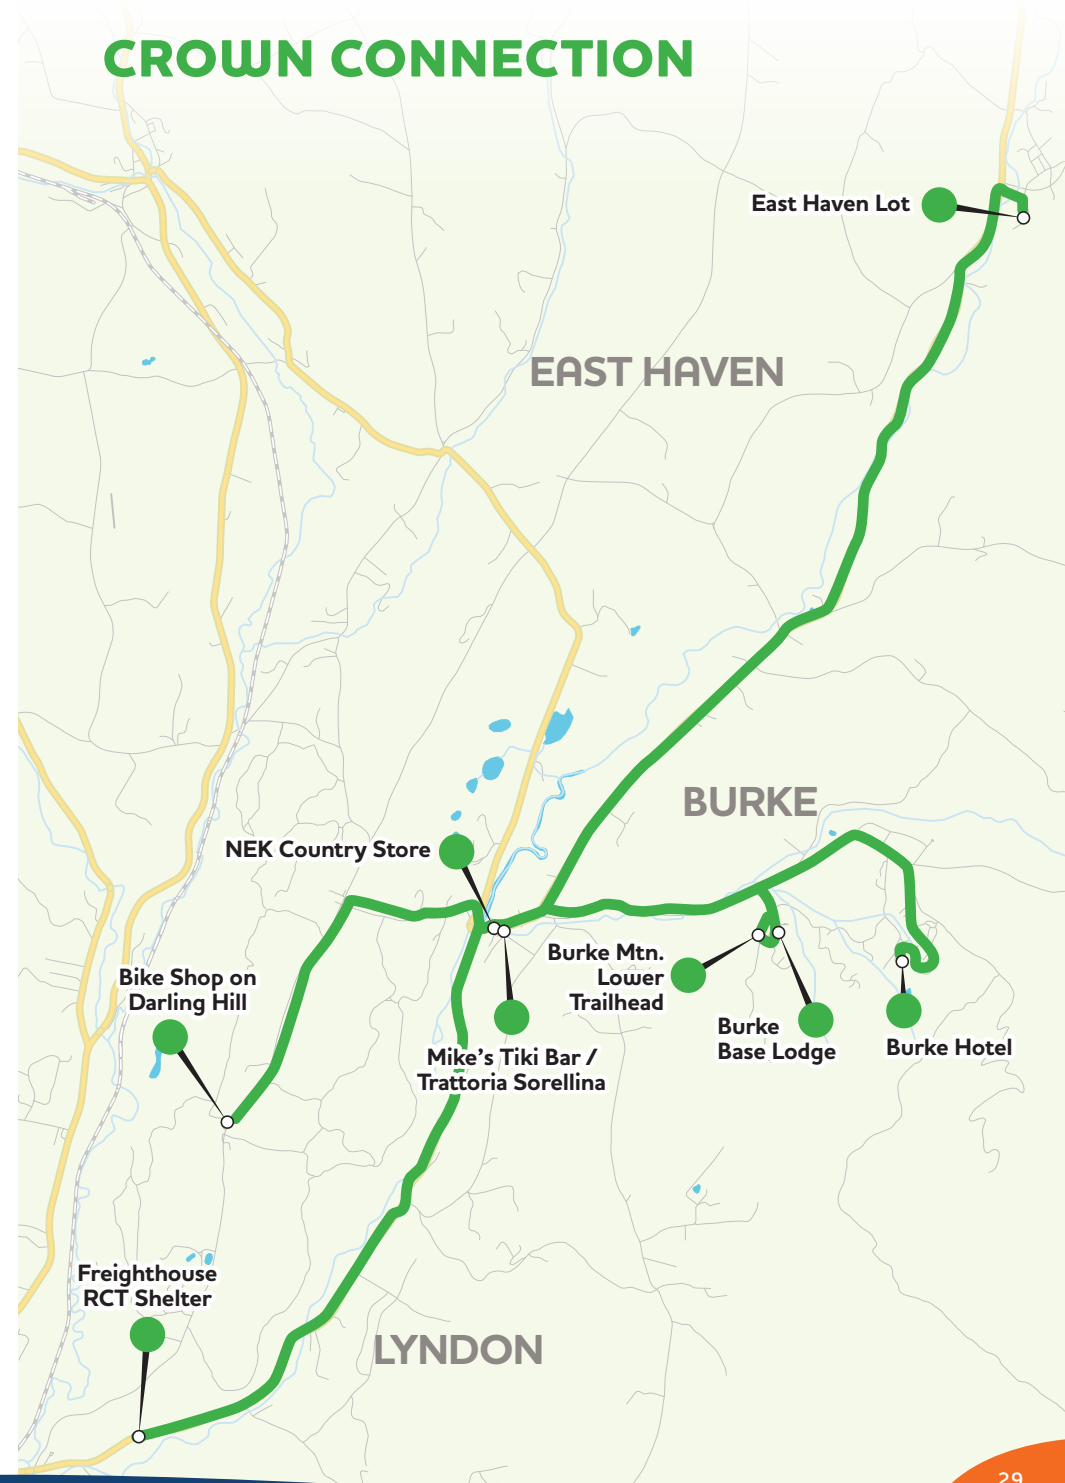 CROWN CONNECTION
East Haven Lot
EAST HAVEN
BURKE
NEK Country Store
Burke Mtn.
Lower
Trailhead
Bike Shop on
Darling Hill
Burke
Base Lodge
Burke Hotel
Mike's Tiki Bar /
Trattoria Sorellina
Freighthouse
RCT Shelter
LYNDON
29